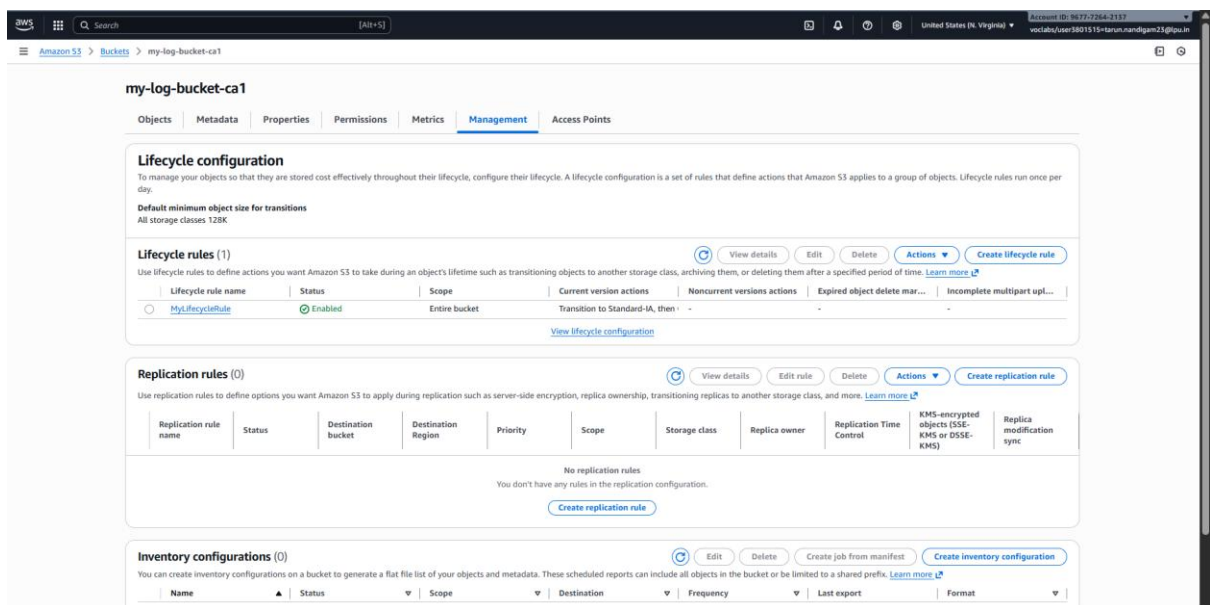 aws
Search [Alt+S] United States (N. Virginia)
Account ID: 9677-7264-2137
voclabs/user3801515=tarun.nandigam23@lpu.in
Amazon S3 > Buckets > my-log-bucket-ca1
my-log-bucket-ca1
Objects Metadata Properties Permissions Metrics Management Access Points
Lifecycle configuration
To manage your objects so that they are stored cost effectively throughout their lifecycle, configure their lifecycle. A lifecycle configuration is a set of rules that define actions that Amazon S3 applies to a group of objects. Lifecycle rules run once per
day.
Default minimum object size for transitions
All storage classes 128K
Lifecycle rules (1) View details Edit Delete Actions Create lifecycle rule
Use lifecycle rules to define actions you want Amazon S3 to take during an object's lifetime such as transitioning objects to another storage class, archiving them, or deleting them after a specified period of time. Learn more
Lifecycle rule name Status Scope Current version actions Noncurrent versions actions Expired object delete mar... Incomplete multipart upl...
MyLifecycleRule Enabled Entire bucket Transition to Standard-IA, then - - -
View lifecycle configuration
Replication rules (0) View details Edit rule Delete Actions Create replication rule
Use replication rules to define options you want Amazon S3 to apply during replication such as server-side encryption, replica ownership, transitioning replicas to another storage class, and more. Learn more
Replication rule name Status Destination bucket Destination Region Priority Scope Storage class Replica owner Replication Time Control KMS-encrypted objects (SSE-KMS or DSSE-KMS) Replica modification sync
No replication rules
You don't have any rules in the replication configuration.
Create replication rule
Inventory configurations (0) Edit Delete Create job from manifest Create inventory configuration
You can create inventory configurations on a bucket to generate a flat file list of your objects and metadata. These scheduled reports can include all objects in the bucket or be limited to a shared prefix. Learn more
Name Status Scope Destination Frequency Last export Format